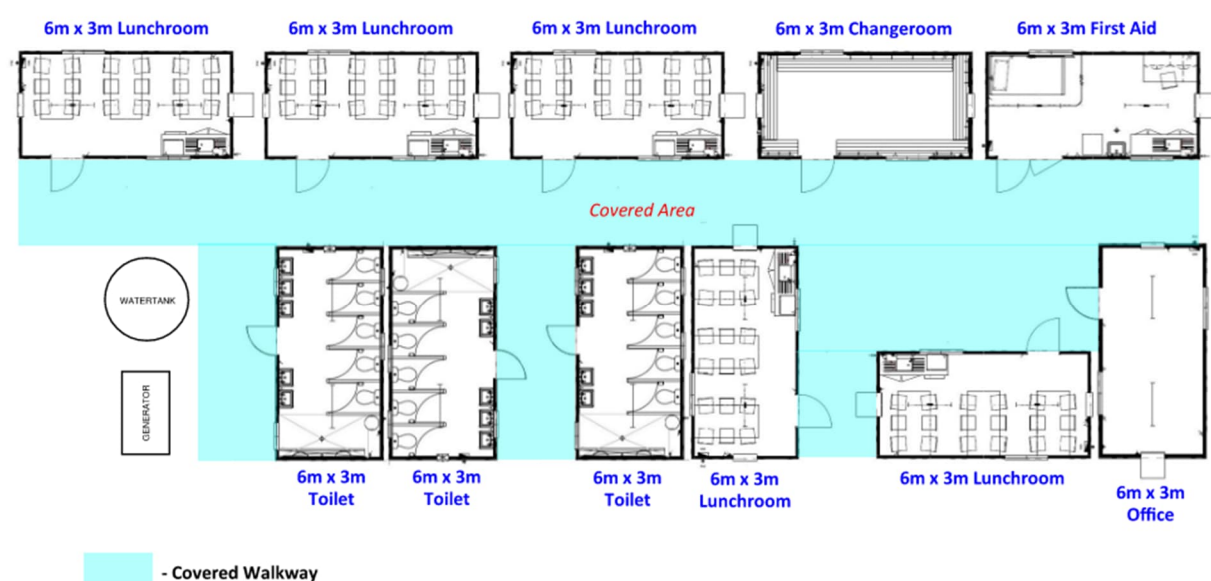 6m x 3m Lunchroom
6m x 3m Lunchroom
6m x 3m Lunchroom
6m x 3m Changeroom
6m x 3m First Aid
Covered Area
WATERTANK
GENERATOR
6m x 3m
Toilet
6m x 3m
Toilet
6m x 3m
Toilet
6m x 3m
Lunchroom
6m x 3m Lunchroom
6m x 3m
Office
- Covered Walkway